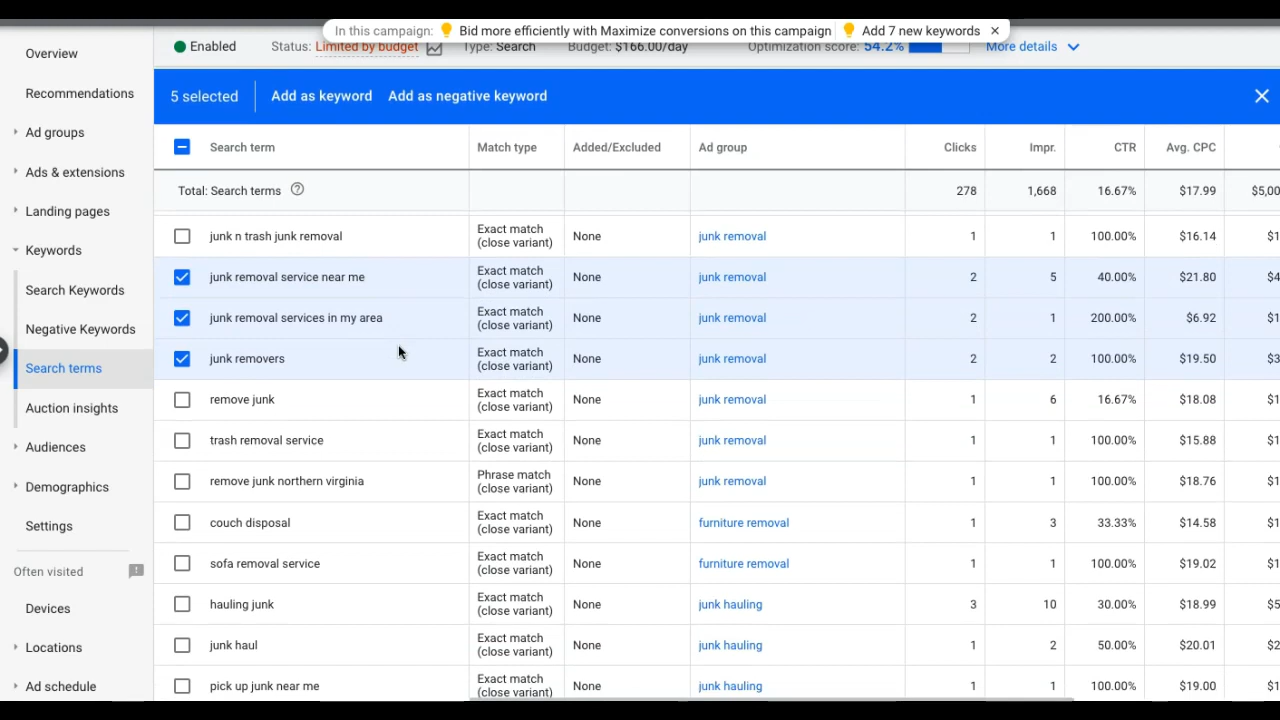 In this campaign: Bid more efficiently with Maximize conversions on this campaign Add 7 new keywords ×
Enabled Status: Limited by budget Type: Search Budget: $166.00/day Optimization score: 54.2% More details
5 selected Add as keyword Add as negative keyword
Overview
Recommendations
Ad groups
Ads & extensions
Landing pages
Keywords
Search Keywords
Negative Keywords
Search terms
Auction insights
Audiences
Demographics
Settings
Often visited
Devices
Locations
Ad schedule
Search term Match type Added/Excluded Ad group Clicks Impr. CTR Avg. CPC
Total: Search terms 278 1,668 16.67% $17.99 $5,00
junk n trash junk removal Exact match (close variant) None junk removal 1 1 100.00% $16.14 $1
junk removal service near me Exact match (close variant) None junk removal 2 5 40.00% $21.80 $4
junk removal services in my area Exact match (close variant) None junk removal 2 1 200.00% $6.92 $1
junk removers Exact match (close variant) None junk removal 2 2 100.00% $19.50 $3
remove junk Exact match (close variant) None junk removal 1 6 16.67% $18.08 $1
trash removal service Exact match (close variant) None junk removal 1 1 100.00% $15.88 $1
remove junk northern virginia Phrase match (close variant) None junk removal 1 1 100.00% $18.76 $1
couch disposal Exact match (close variant) None furniture removal 1 3 33.33% $14.58 $1
sofa removal service Exact match (close variant) None furniture removal 1 1 100.00% $19.02 $1
hauling junk Exact match (close variant) None junk hauling 3 10 30.00% $18.99 $5
junk haul Exact match (close variant) None junk hauling 1 2 50.00% $20.01 $2
pick up junk near me Exact match (close variant) None junk hauling 1 1 100.00% $19.00 $1